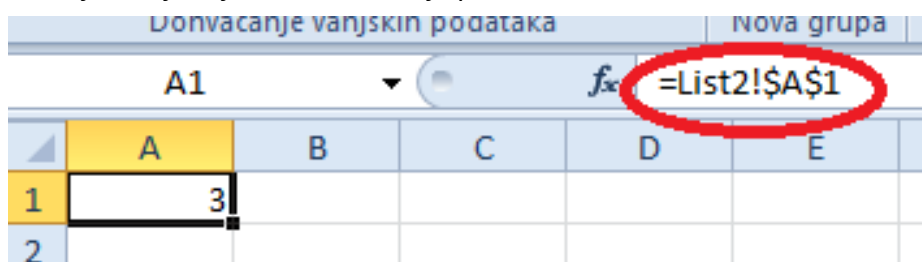 Dohvaćanje vanjskih podataka Nova grupa
A1 fx =List2!$A$1
A B C D E
1 3
2